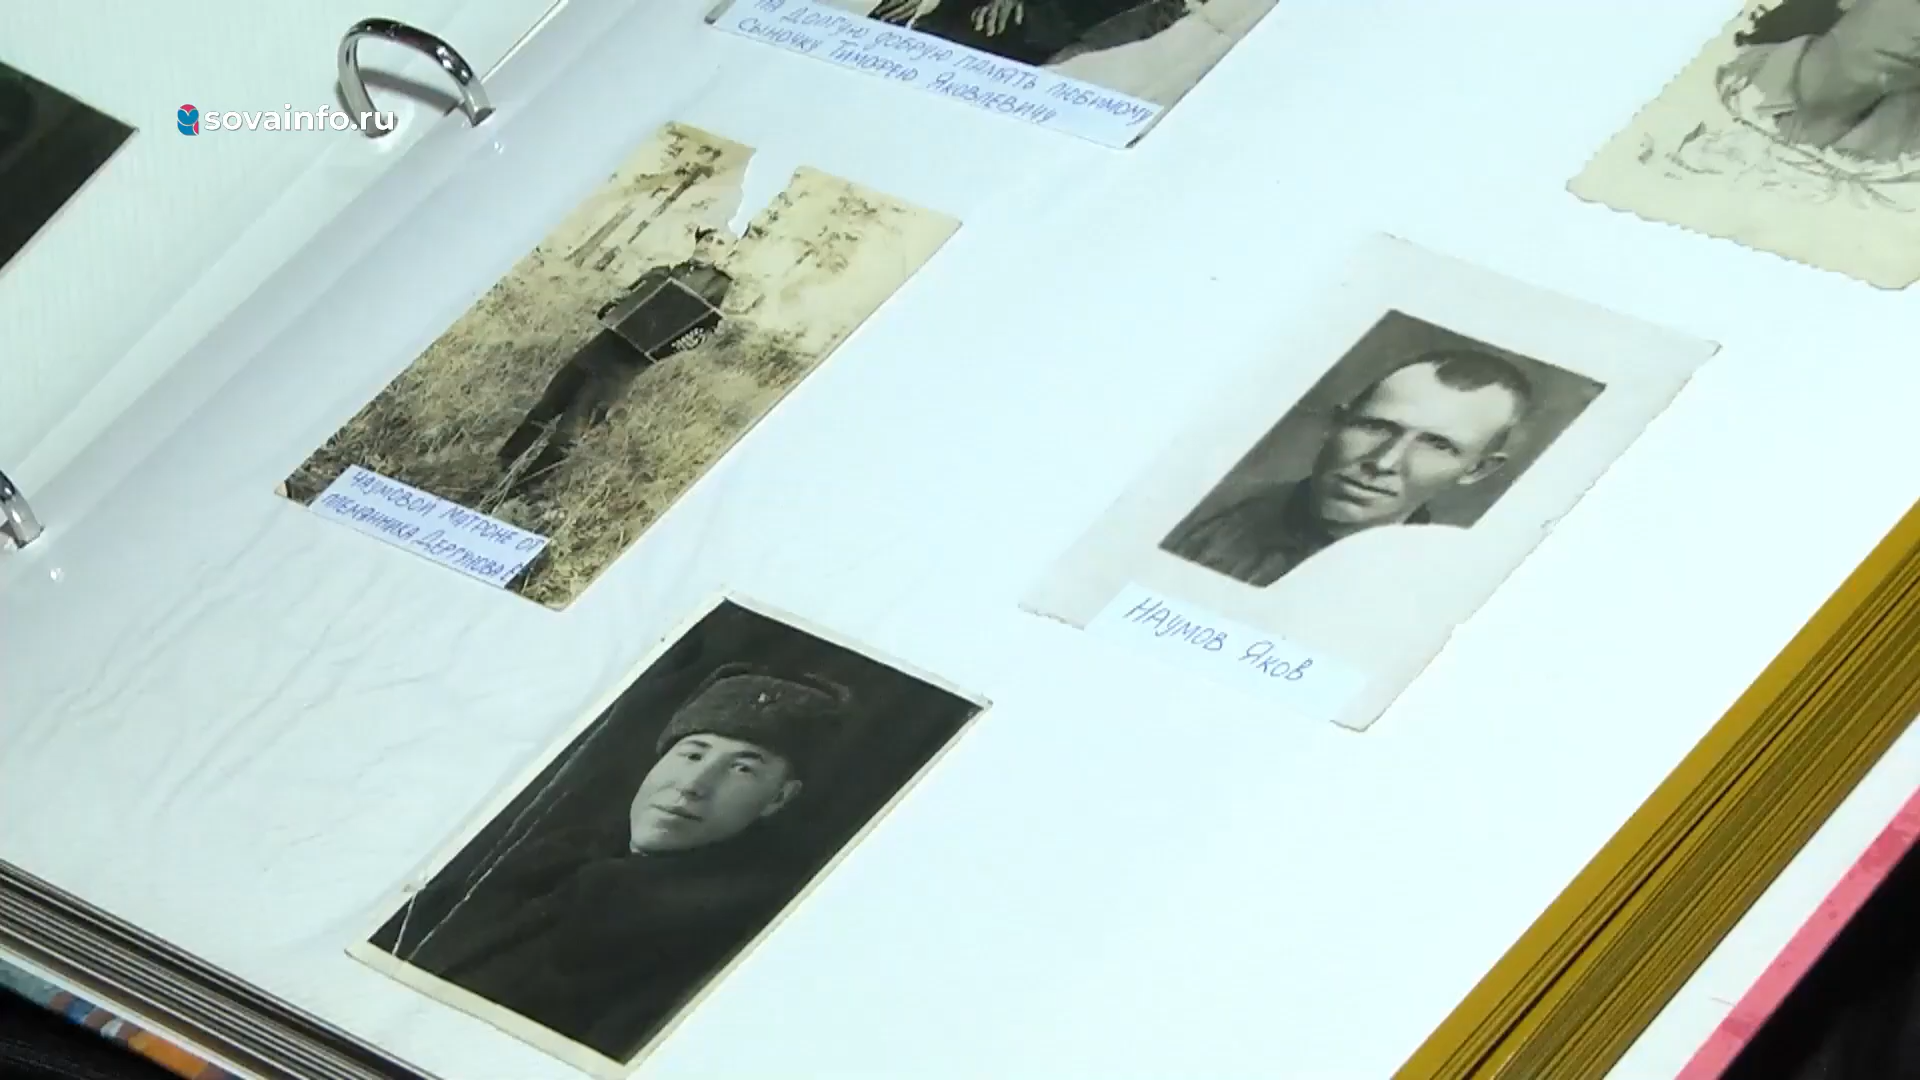 на долгую добрую память любимому
сыночку Тимофею Яковлевичу
sovainfo.ru
Наумовой Матроне от
племянника Дергунова В
Наумов Яков